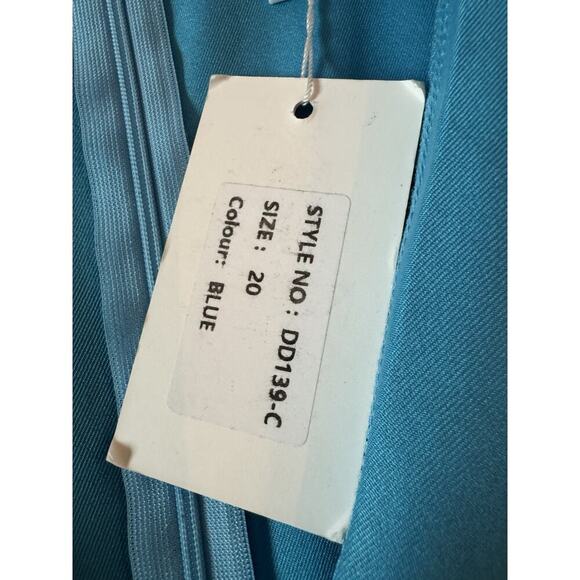 STYLE NO : DD139-C
SIZE : 20
Colour: BLUE